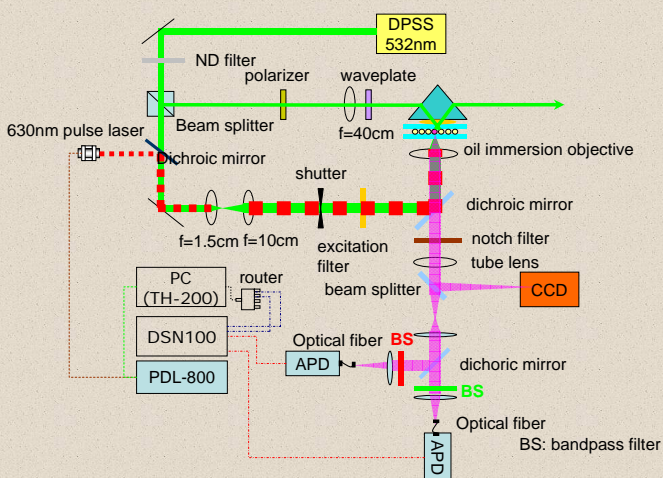 DPSS
532nm
ND filter
polarizer
waveplate
Beam splitter
f=40cm
630nm pulse laser
Dichroic mirror
oil immersion objective
shutter
dichroic mirror
f=1.5cm
f=10cm
excitation
filter
notch filter
tube lens
PC
(TH-200)
router
beam splitter
CCD
DSN100
Optical fiber
BS
APD
dichoric mirror
PDL-800
BS
Optical fiber
APD
BS: bandpass filter